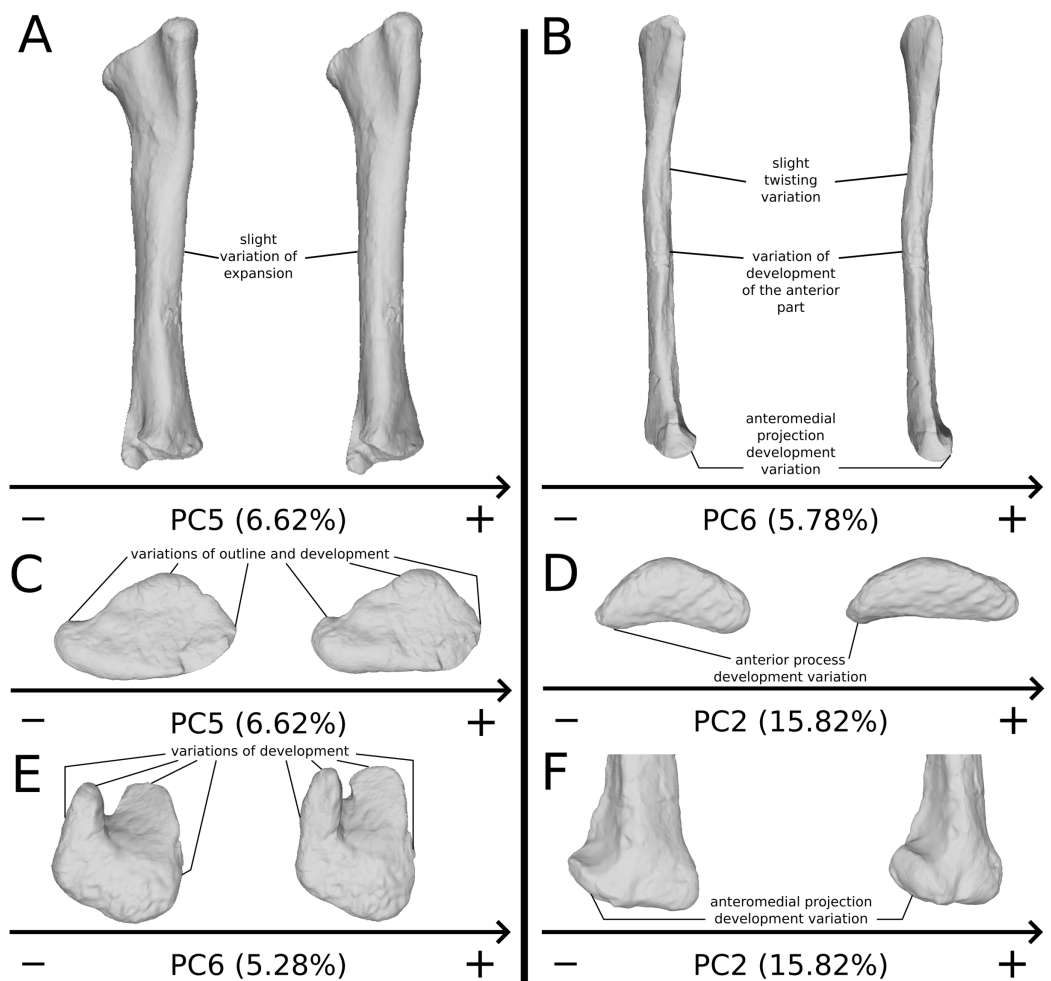 A
slight
variation of
expansion
− PC5 (6.62%) +
B
slight
twisting
variation
variation of
development
of the anterior
part
anteromedial
projection
development
variation
− PC6 (5.78%) +
C
variations of outline and development
− PC5 (6.62%) +
D
anterior process
development variation
− PC2 (15.82%) +
E
variations of development
− PC6 (5.28%) +
F
anteromedial projection
development variation
− PC2 (15.82%) +